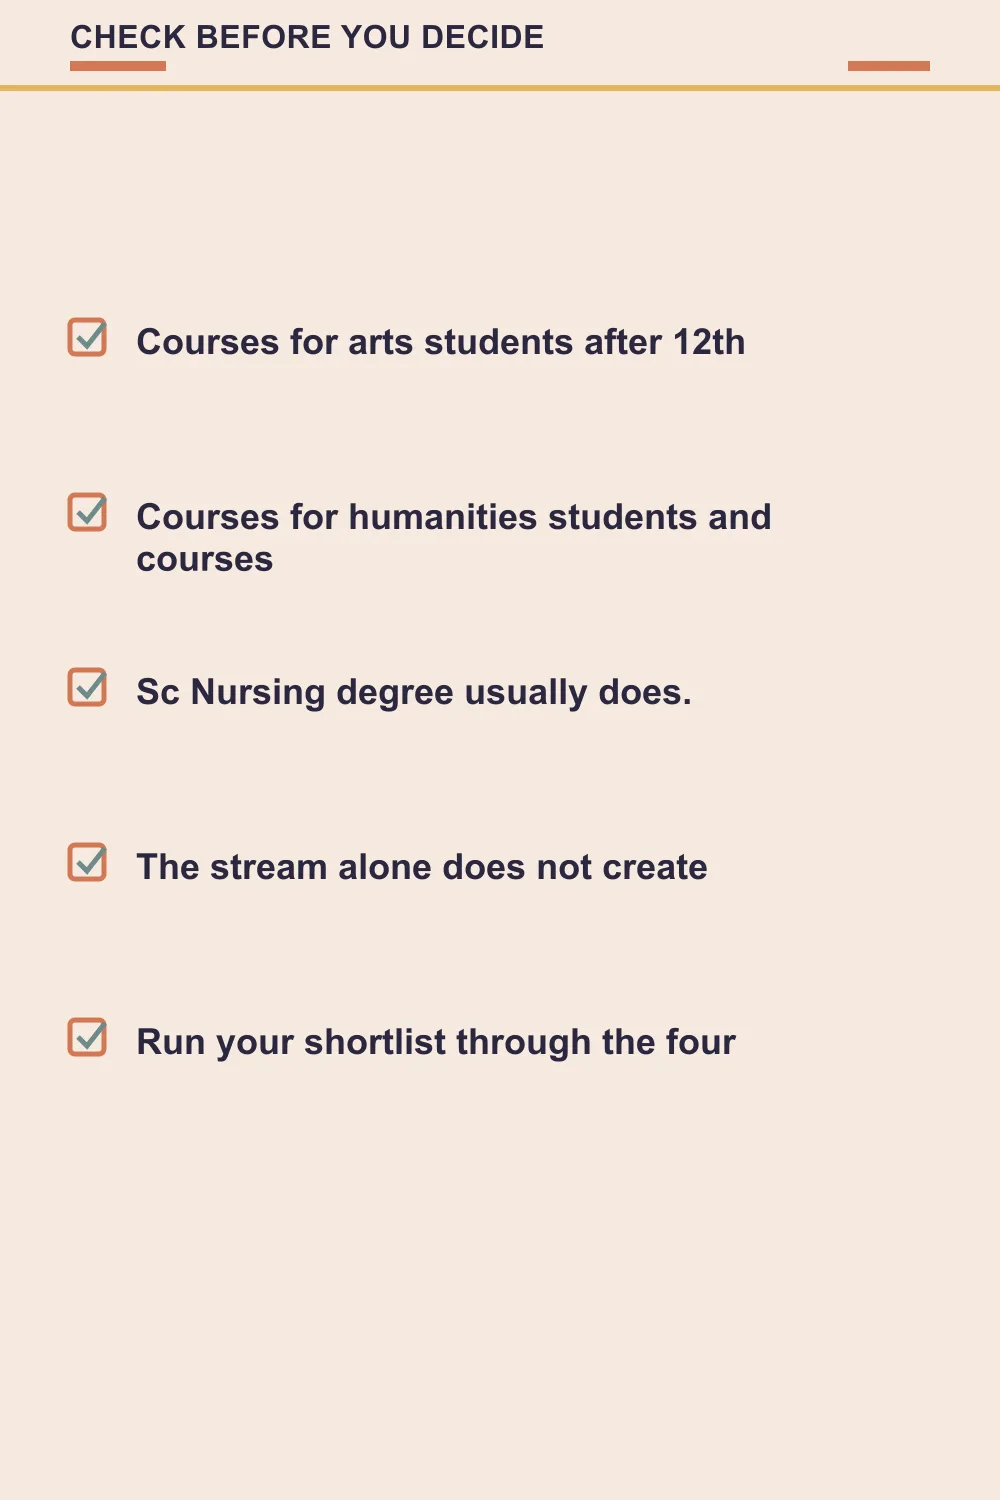 CHECK BEFORE YOU DECIDE
Courses for arts students after 12th
Courses for humanities students and
courses
Sc Nursing degree usually does.
The stream alone does not create
Run your shortlist through the four